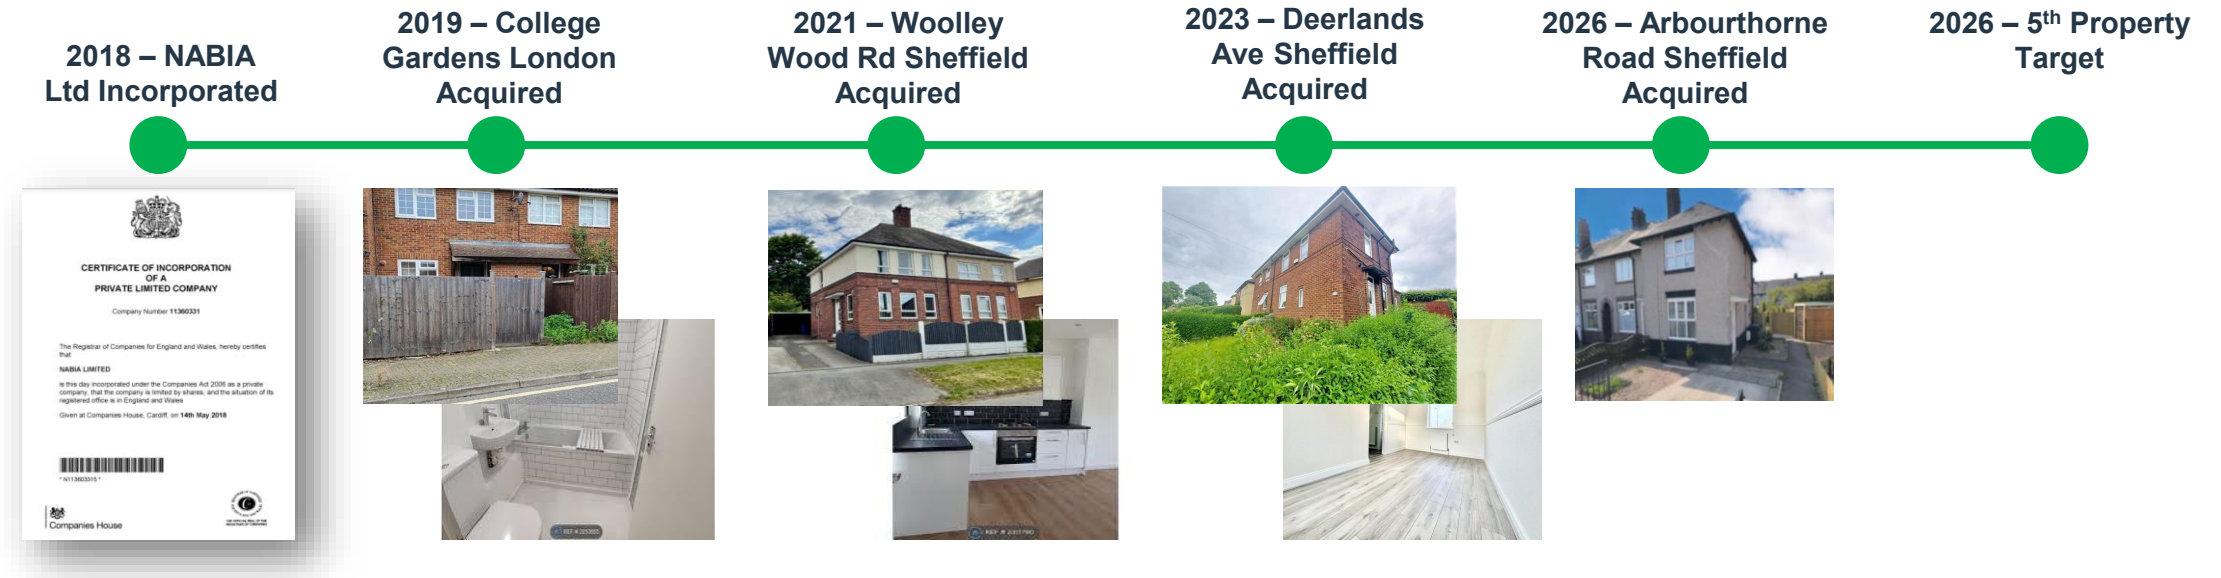 2018 – NABIA
Ltd Incorporated
2019 – College
Gardens London
Acquired
2021 – Woolley
Wood Rd Sheffield
Acquired
2023 – Deerlands
Ave Sheffield
Acquired
2026 – Arbourthorne
Road Sheffield
Acquired
2026 – 5th Property
Target
CERTIFICATE OF INCORPORATION
OF A
PRIVATE LIMITED COMPANY
Company Number 11360331
The Registrar of Companies for England and Wales, hereby certifies
that
NABIA LIMITED
is this day incorporated under the Companies Act 2006 as a private
company, that the company is limited by shares, and the situation of its
registered office is in England and Wales
Given at Companies House, Cardiff, on 14th May 2018
Companies House